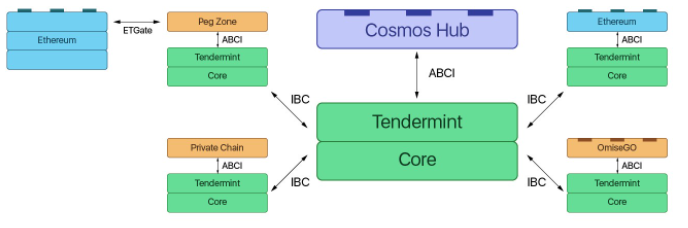 Ethereum
ETGate
Peg Zone
ABCI
Tendermint
Core
IBC
Cosmos Hub
ABCI
Tendermint
Core
Ethereum
ABCI
Tendermint
Core
IBC
Private Chain
ABCI
Tendermint
Core
IBC
OmiseGO
ABCI
Tendermint
Core
IBC